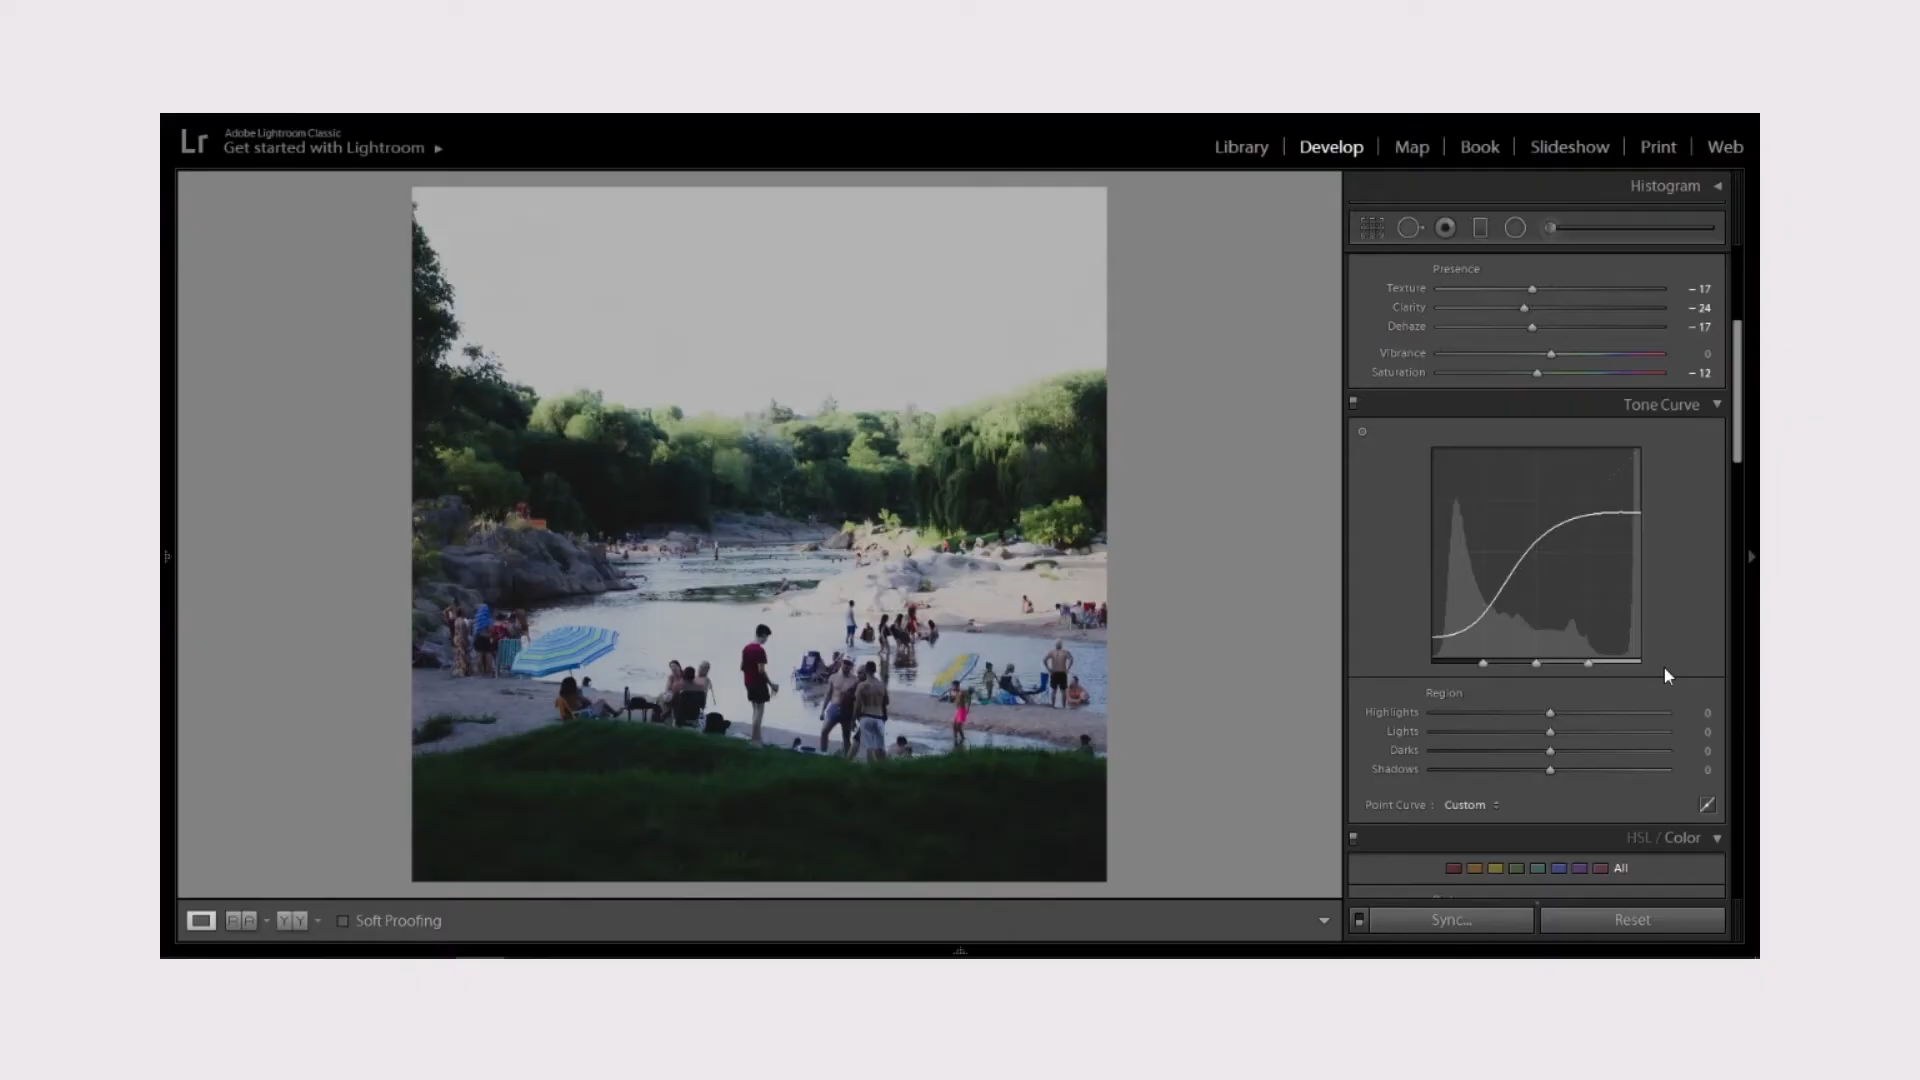 Lr
Adobe Lightroom Classic
Get started with Lightroom
Library | Develop | Map | Book | Slideshow | Print | Web
Histogram
Presence
Texture − 17
Clarity − 24
Dehaze − 17
Vibrance 0
Saturation − 12
Tone Curve
Region
Highlights 0
Lights 0
Darks 0
Shadows 0
Point Curve : Custom
HSL / Color
All
Soft Proofing
Sync...
Reset